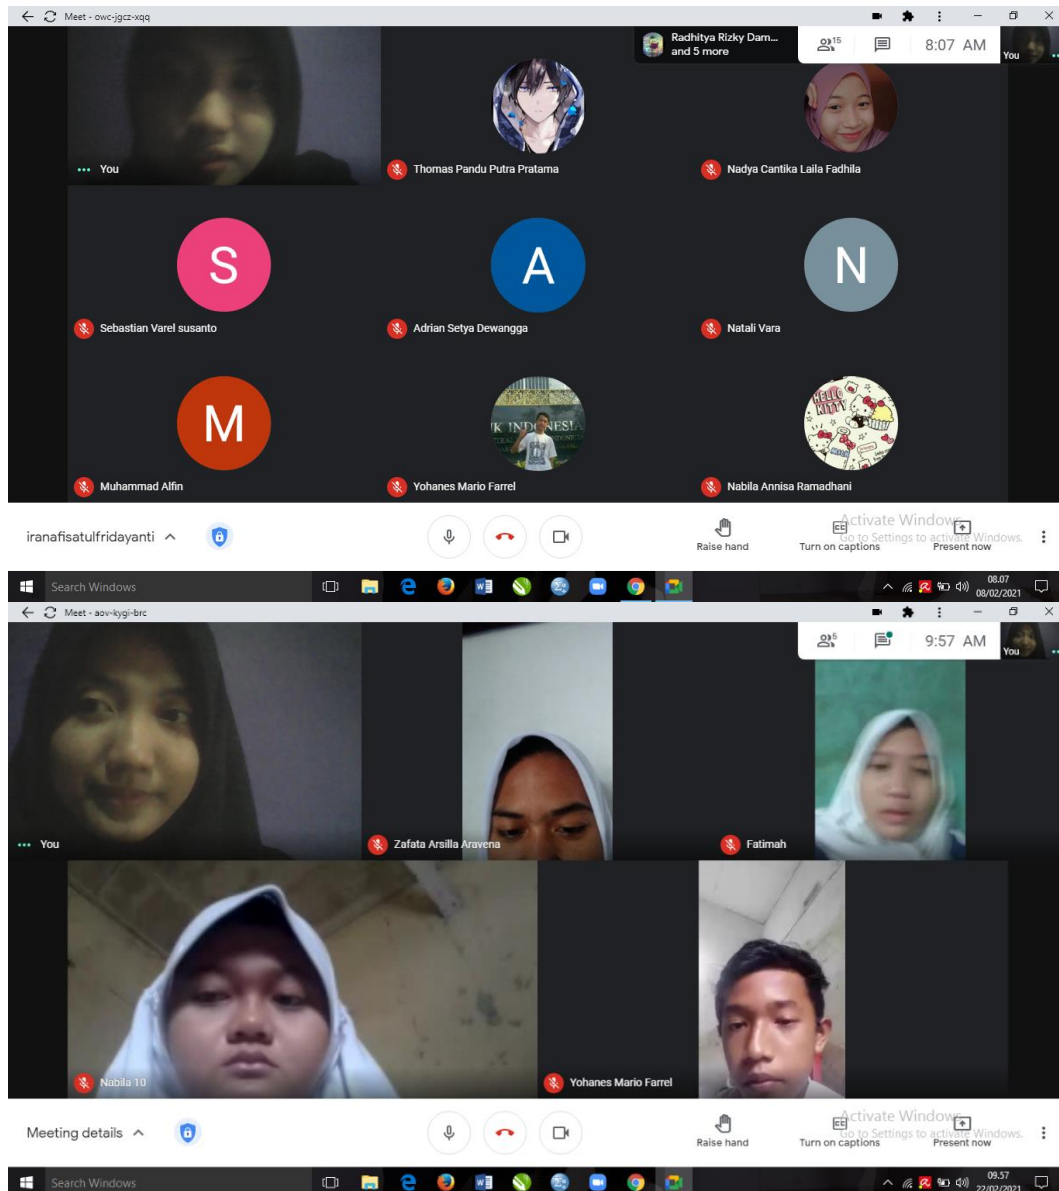 Meet - owc-jgcz-xqq
Radhitya Rizky Dam...
and 5 more
15
8:07 AM
You
You
Thomas Pandu Putra Pratama
Nadya Cantika Laila Fadhila
S
A
N
Sebastian Varel susanto
Adrian Setya Dewangga
Natali Vara
M
K INDONESIA
HELLO
KITTY
Muhammad Alfin
Yohanes Mario Farrel
Nabila Annisa Ramadhani
iranafisatulfridayanti
Raise hand
Turn on captions
Present now
Activate Windows
Go to Settings to activate Windows.
Search Windows
08.07
08/02/2021
Meet - aov-kygi-brc
5
9:57 AM
You
You
Zafata Arsilla Aravena
Fatimah
Nabila 10
Yohanes Mario Farrel
Meeting details
Raise hand
Turn on captions
Present now
Activate Windows
Go to Settings to activate Windows.
Search Windows
09.57
22/02/2021